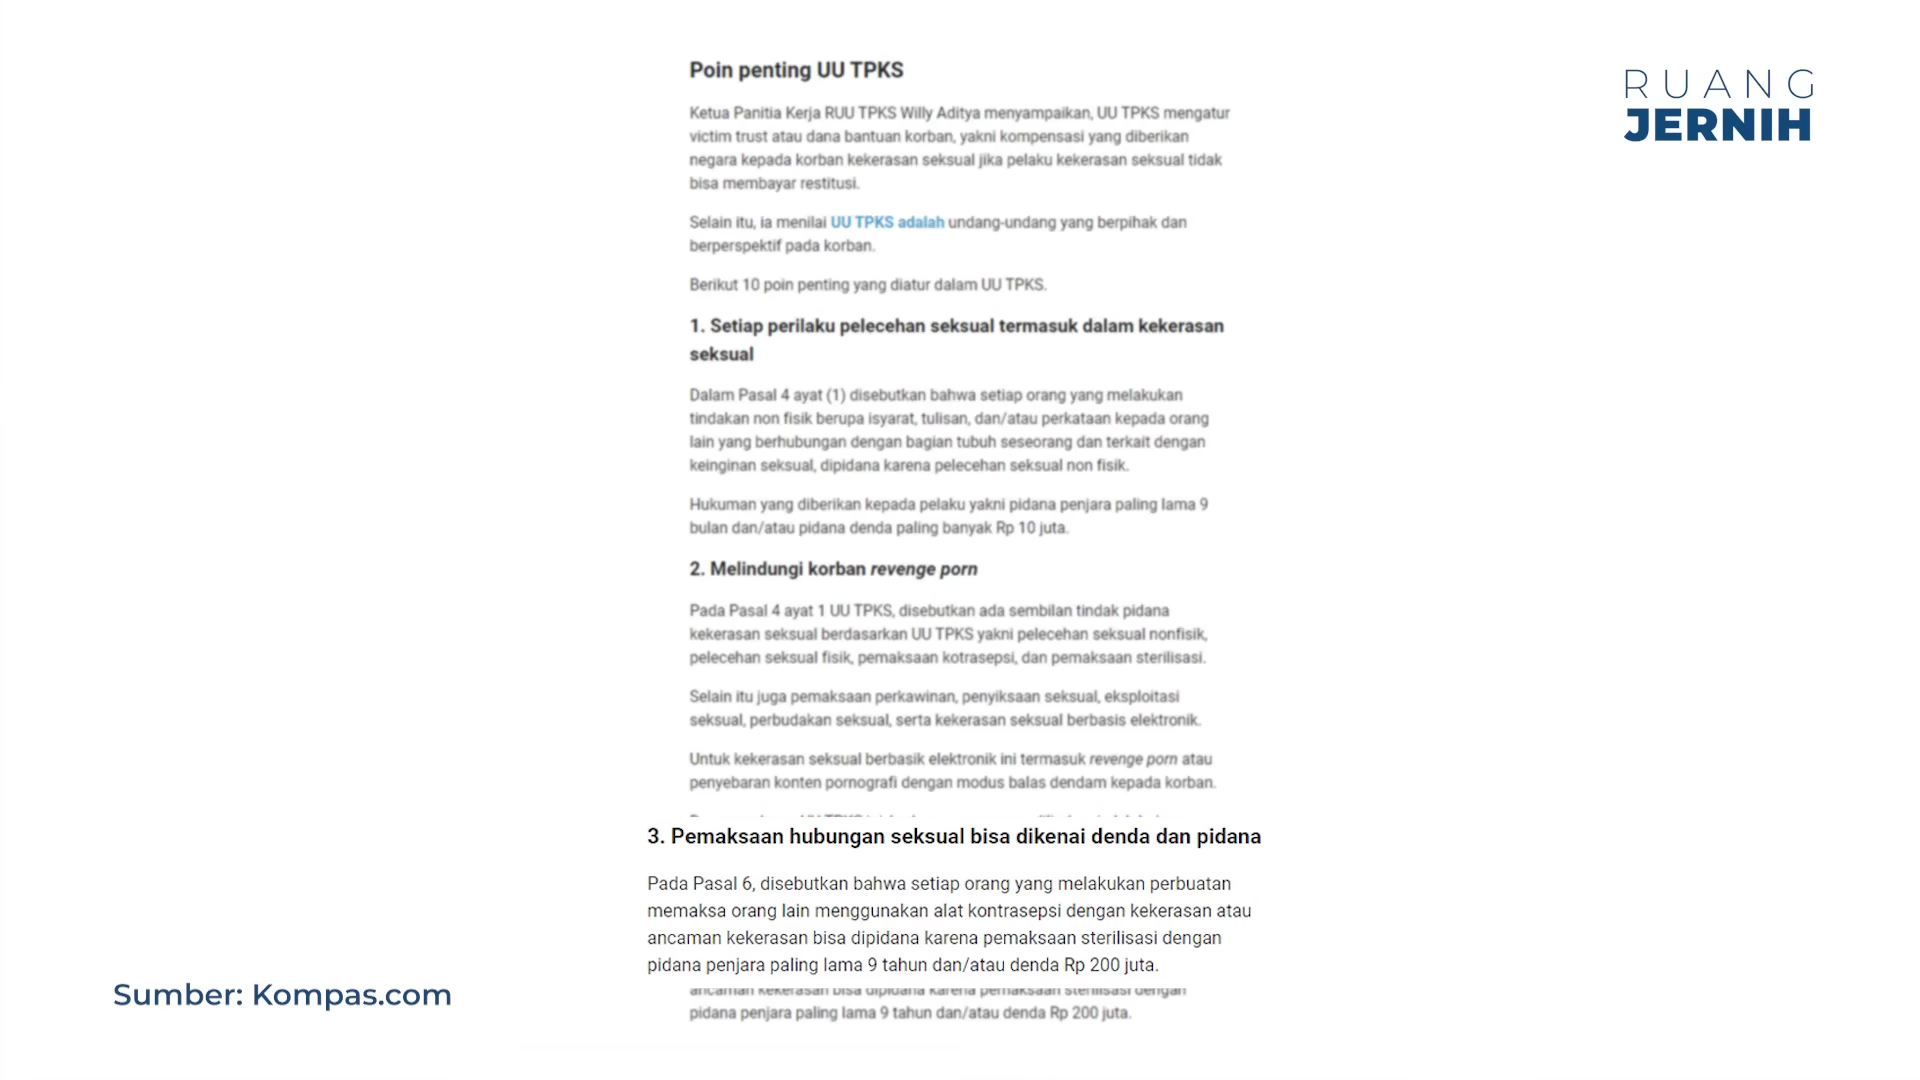 Poin penting UU TPKS
RUANG
JERNIH
Ketua Panitia Kerja RUU TPKS Willy Aditya menyampaikan, UU TPKS mengatur
victim trust atau dana bantuan korban, yakni kompensasi yang diberikan
negara kepada korban kekerasan seksual jika pelaku kekerasan seksual tidak
bisa membayar restitusi.
Selain itu, ia menilai UU TPKS adalah undang-undang yang berpihak dan
berperspektif pada korban.
Berikut 10 poin penting yang diatur dalam UU TPKS.
1. Setiap perilaku pelecehan seksual termasuk dalam kekerasan
seksual
Dalam Pasal 4 ayat (1) disebutkan bahwa setiap orang yang melakukan
tindakan non fisik berupa isyarat, tulisan, dan/atau perkataan kepada orang
lain yang berhubungan dengan bagian tubuh seseorang dan terkait dengan
keinginan seksual, dipidana karena pelecehan seksual non fisik.
Hukuman yang diberikan kepada pelaku yakni pidana penjara paling lama 9
bulan dan/atau pidana denda paling banyak Rp 10 juta.
2. Melindungi korban revenge porn
Pada Pasal 4 ayat 1 UU TPKS, disebutkan ada sembilan tindak pidana
kekerasan seksual berdasarkan UU TPKS yakni pelecehan seksual nonfisik,
pelecehan seksual fisik, pemaksaan kotrasepsi, dan pemaksaan sterilisasi.
Selain itu juga pemaksaan perkawinan, penyiksaan seksual, eksploitasi
seksual, perbudakan seksual, serta kekerasan seksual berbasis elektronik.
Untuk kekerasan seksual berbasik elektronik ini termasuk revenge porn atau
penyebaran konten pornografi dengan modus balas dendam kepada korban.
3. Pemaksaan hubungan seksual bisa dikenai denda dan pidana
Pada Pasal 6, disebutkan bahwa setiap orang yang melakukan perbuatan
memaksa orang lain menggunakan alat kontrasepsi dengan kekerasan atau
ancaman kekerasan bisa dipidana karena pemaksaan sterilisasi dengan
pidana penjara paling lama 9 tahun dan/atau denda Rp 200 juta.
ancaman kekerasan bisa dipidana karena pemaksaan sterilisasi dengan
pidana penjara paling lama 9 tahun dan/atau denda Rp 200 juta.
Sumber: Kompas.com